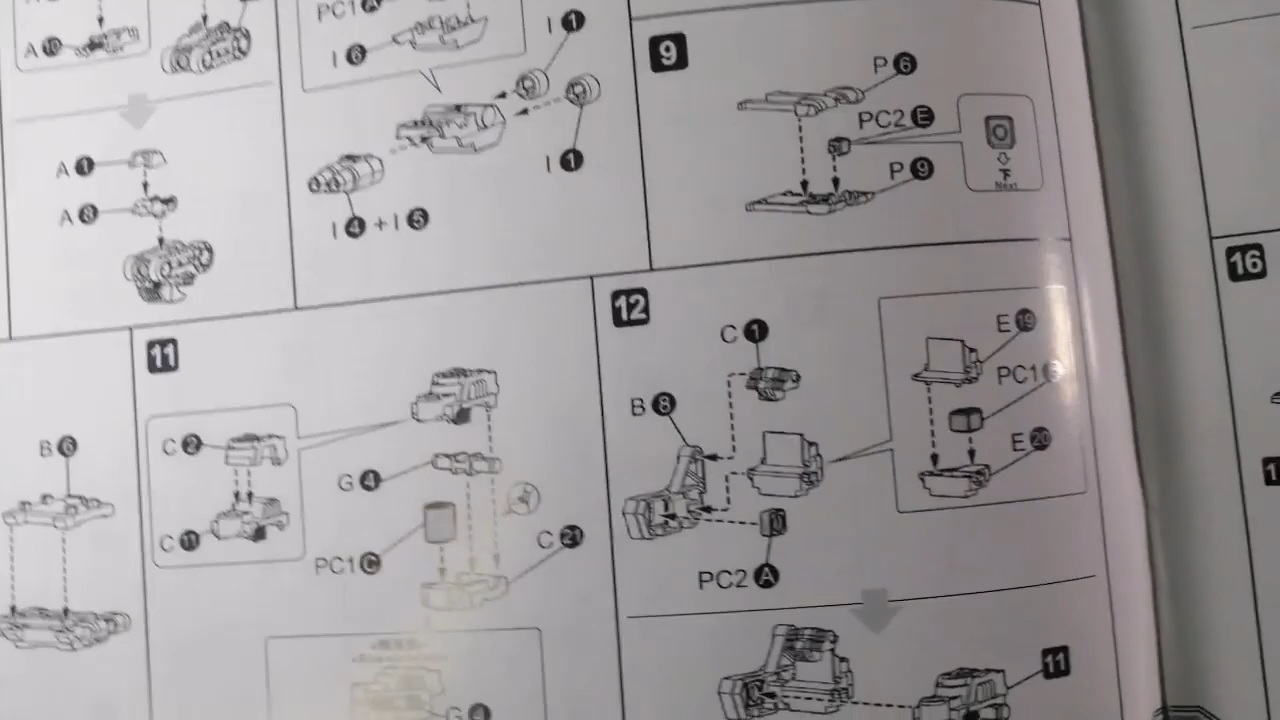 A 10
A 1
A 8
PC1 A
I 6
I 1
I 1
I 4 + I 5
9
P 6
PC2 E
P 9
Next
B 6
11
C 2
C 11
G 4
PC1 C
C 21
G 4
12
C 1
B 8
PC2 A
E 19
PC1
E 20
11
16